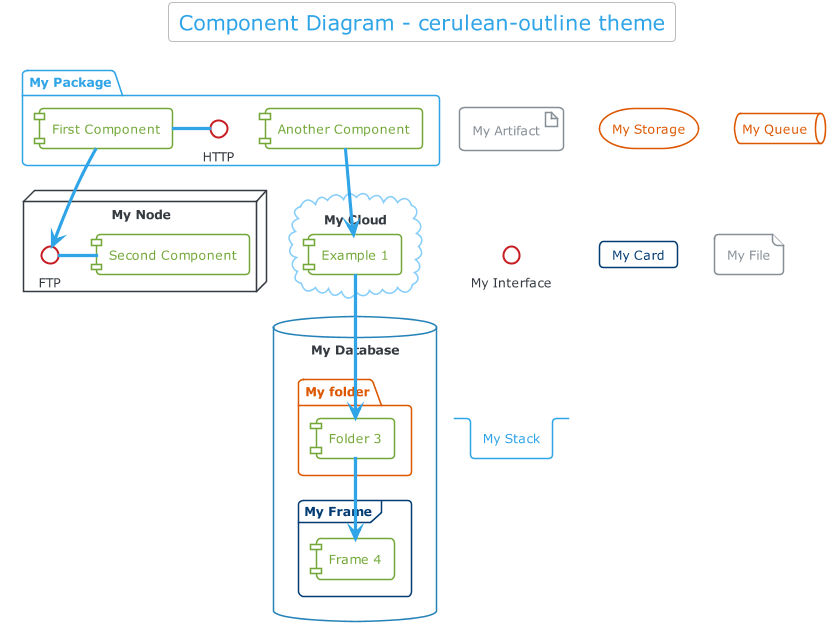 Component Diagram - cerulean-outline theme
My Package
First Component
HTTP
Another Component
My Artifact
My Storage
My Queue
My Node
FTP
Second Component
My Cloud
Example 1
My Interface
My Card
My File
My Database
My folder
Folder 3
My Stack
My Frame
Frame 4